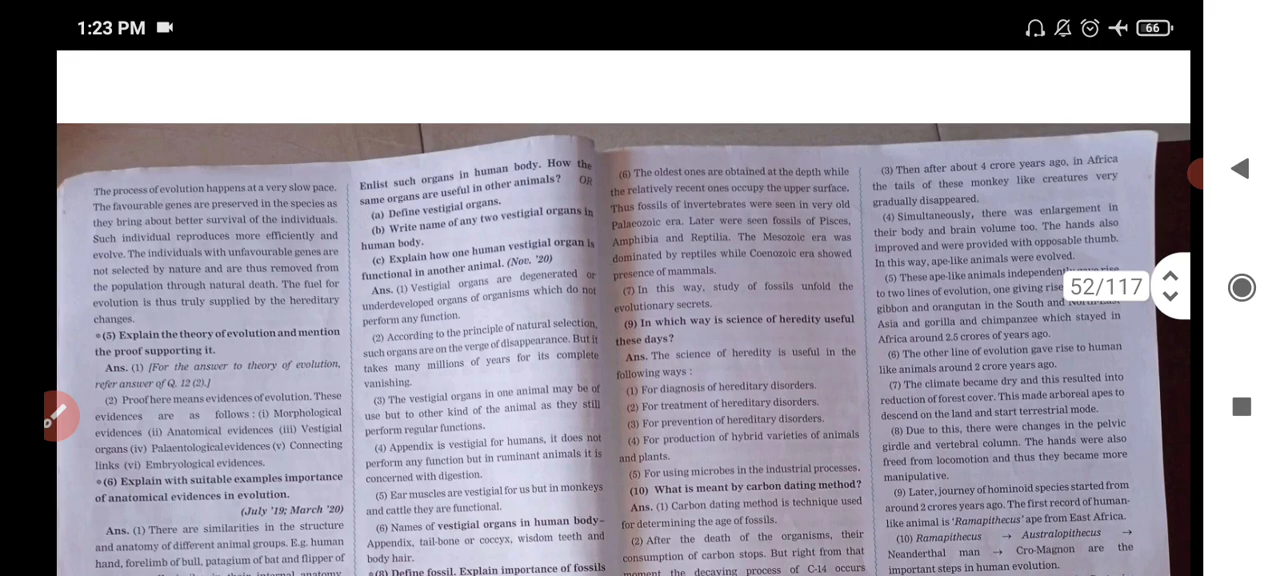 1:23 PM
66
52/117
The process of evolution happens at a very slow pace.
The favourable genes are preserved in the species as
they bring about better survival of the individuals.
Such individual reproduces more efficiently and
evolve. The individuals with unfavourable genes are
not selected by nature and are thus removed from
the population through natural death. The fuel for
evolution is thus truly supplied by the hereditary
changes.
*(5) Explain the theory of evolution and mention
the proof supporting it.
Ans. (1) [For the answer to theory of evolution,
refer answer of Q. 12 (2).]
(2) Proof here means evidences of evolution. These
evidences are as follows : (i) Morphological
evidences (ii) Anatomical evidences (iii) Vestigial
organs (iv) Palaentological evidences (v) Connecting
links (vi) Embryological evidences.
*(6) Explain with suitable examples importance
of anatomical evidences in evolution.
(July '19; March '20)
Ans. (1) There are similarities in the structure
and anatomy of different animal groups. E.g. human
hand, forelimb of bull, patagium of bat and flipper of
Enlist such organs in human body. How the
same organs are useful in other animals? OR
(a) Define vestigial organs.
(b) Write name of any two vestigial organs in
human body.
(c) Explain how one human vestigial organ is
functional in another animal. (Nov. '20)
Ans. (1) Vestigial organs are degenerated or
underdeveloped organs of organisms which do not
perform any function.
(2) According to the principle of natural selection,
such organs are on the verge of disappearance. But it
takes many millions of years for its complete
vanishing.
(3) The vestigial organs in one animal may be of
use but to other kind of the animal as they still
perform regular functions.
(4) Appendix is vestigial for humans, it does not
perform any function but in ruminant animals it is
concerned with digestion.
(5) Ear muscles are vestigial for us but in monkeys
and cattle they are functional.
(6) Names of vestigial organs in human body–
Appendix, tail-bone or coccyx, wisdom teeth and
body hair.
*(8) Define fossil. Explain importance of fossils
(6) The oldest ones are obtained at the depth while
the relatively recent ones occupy the upper surface.
Thus fossils of invertebrates were seen in very old
Palaeozoic era. Later were seen fossils of Pisces,
Amphibia and Reptilia. The Mesozoic era was
dominated by reptiles while Coenozoic era showed
presence of mammals.
(7) In this way, study of fossils unfold the
evolutionary secrets.
(9) In which way is science of heredity useful
these days?
Ans. The science of heredity is useful in the
following ways :
(1) For diagnosis of hereditary disorders.
(2) For treatment of hereditary disorders.
(3) For prevention of hereditary disorders.
(4) For production of hybrid varieties of animals
and plants.
(5) For using microbes in the industrial processes.
(10) What is meant by carbon dating method?
Ans. (1) Carbon dating method is technique used
for determining the age of fossils.
(2) After the death of the organisms, their
consumption of carbon stops. But right from that
moment the decaying process of C-14 occurs
(3) Then after about 4 crore years ago, in Africa
the tails of these monkey like creatures very
gradually disappeared.
(4) Simultaneously, there was enlargement in
their body and brain volume too. The hands also
improved and were provided with opposable thumb.
In this way, ape-like animals were evolved.
(5) These ape-like animals independently gave rise
to two lines of evolution, one giving rise
gibbon and orangutan in the South and North-East
Asia and gorilla and chimpanzee which stayed in
Africa around 2.5 crores of years ago.
(6) The other line of evolution gave rise to human
like animals around 2 crore years ago.
(7) The climate became dry and this resulted into
reduction of forest cover. This made arboreal apes to
descend on the land and start terrestrial mode.
(8) Due to this, there were changes in the pelvic
girdle and vertebral column. The hands were also
freed from locomotion and thus they became more
manipulative.
(9) Later, journey of hominoid species started from
around 2 crores years ago. The first record of human-
like animal is 'Ramapithecus' ape from East Africa.
(10) Ramapithecus → Australopithecus →
Neanderthal man → Cro-Magnon are the
important steps in human evolution.